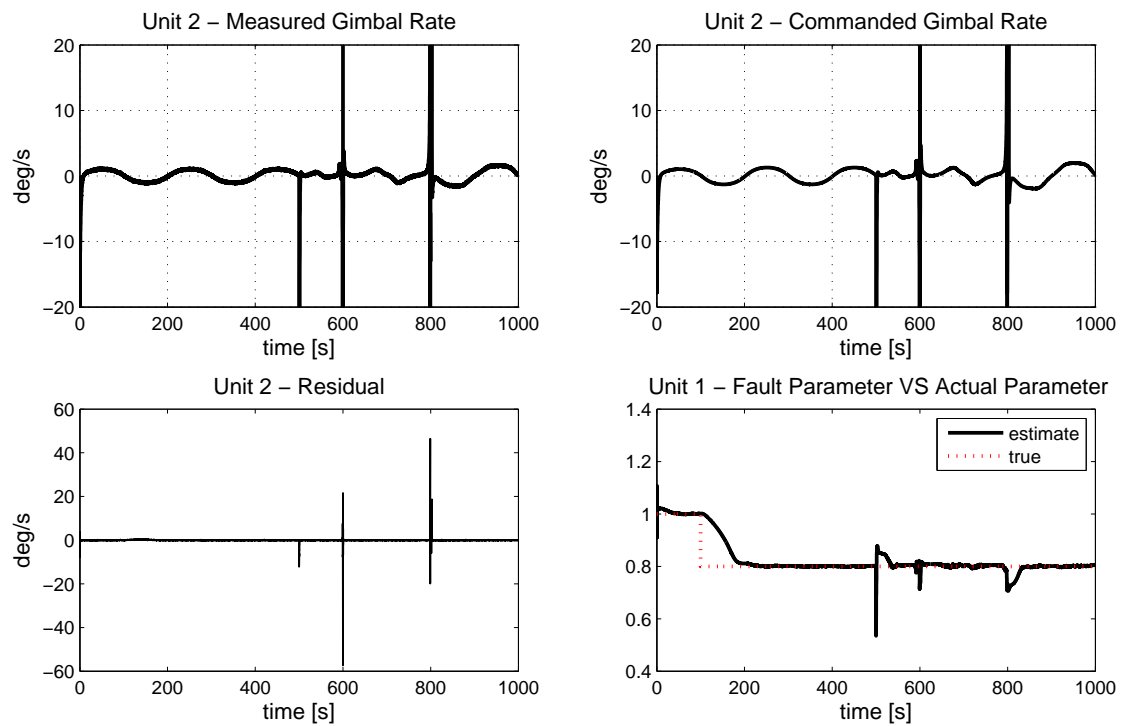 Unit 2 − Measured Gimbal Rate
20
10
0
−10
−20
deg/s
0 200 400 600 800 1000
time [s]
Unit 2 − Commanded Gimbal Rate
20
10
0
−10
−20
deg/s
0 200 400 600 800 1000
time [s]
Unit 2 − Residual
60
40
20
0
−20
−40
−60
deg/s
0 200 400 600 800 1000
time [s]
Unit 1 − Fault Parameter VS Actual Parameter
1.4
1.2
1
0.8
0.6
0.4
estimate
true
0 200 400 600 800 1000
time [s]